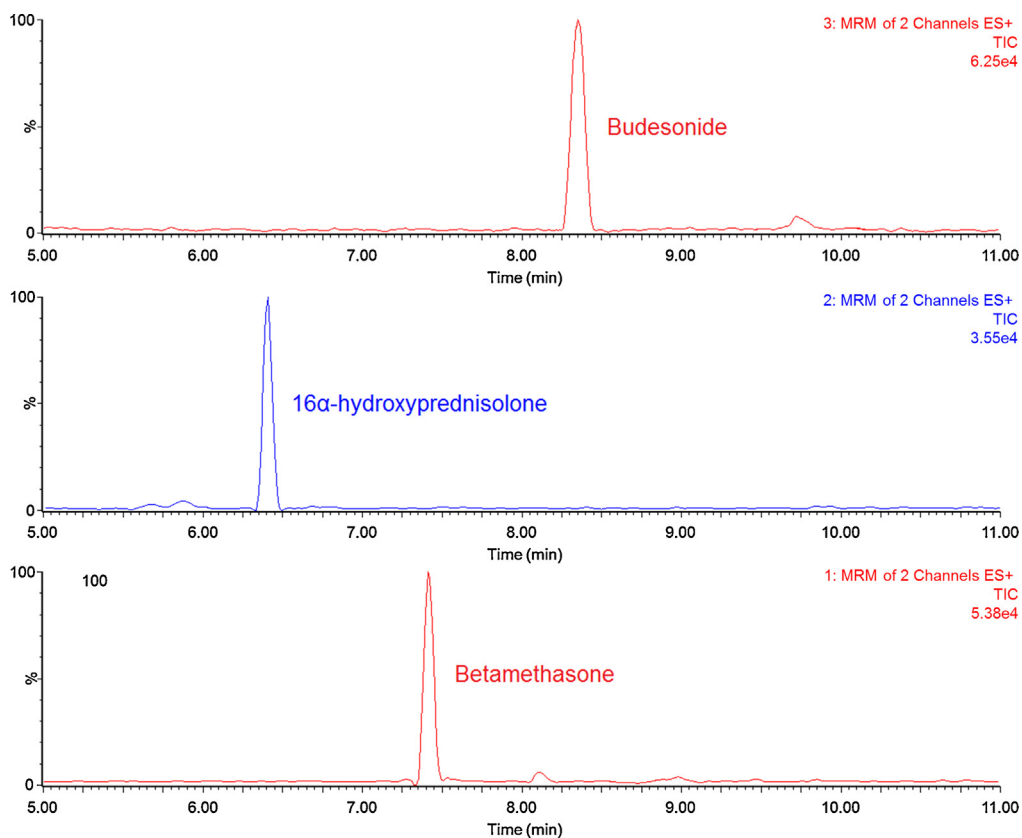 100
3: MRM of 2 Channels ES+
TIC
6.25e4
%
Budesonide
0
5.00 6.00 7.00 8.00 9.00 10.00 11.00
Time (min)
100
2: MRM of 2 Channels ES+
TIC
3.55e4
%
16α-hydroxyprednisolone
0
5.00 6.00 7.00 8.00 9.00 10.00 11.00
Time (min)
100
100
1: MRM of 2 Channels ES+
TIC
5.38e4
%
Betamethasone
0
5.00 6.00 7.00 8.00 9.00 10.00 11.00
Time (min)